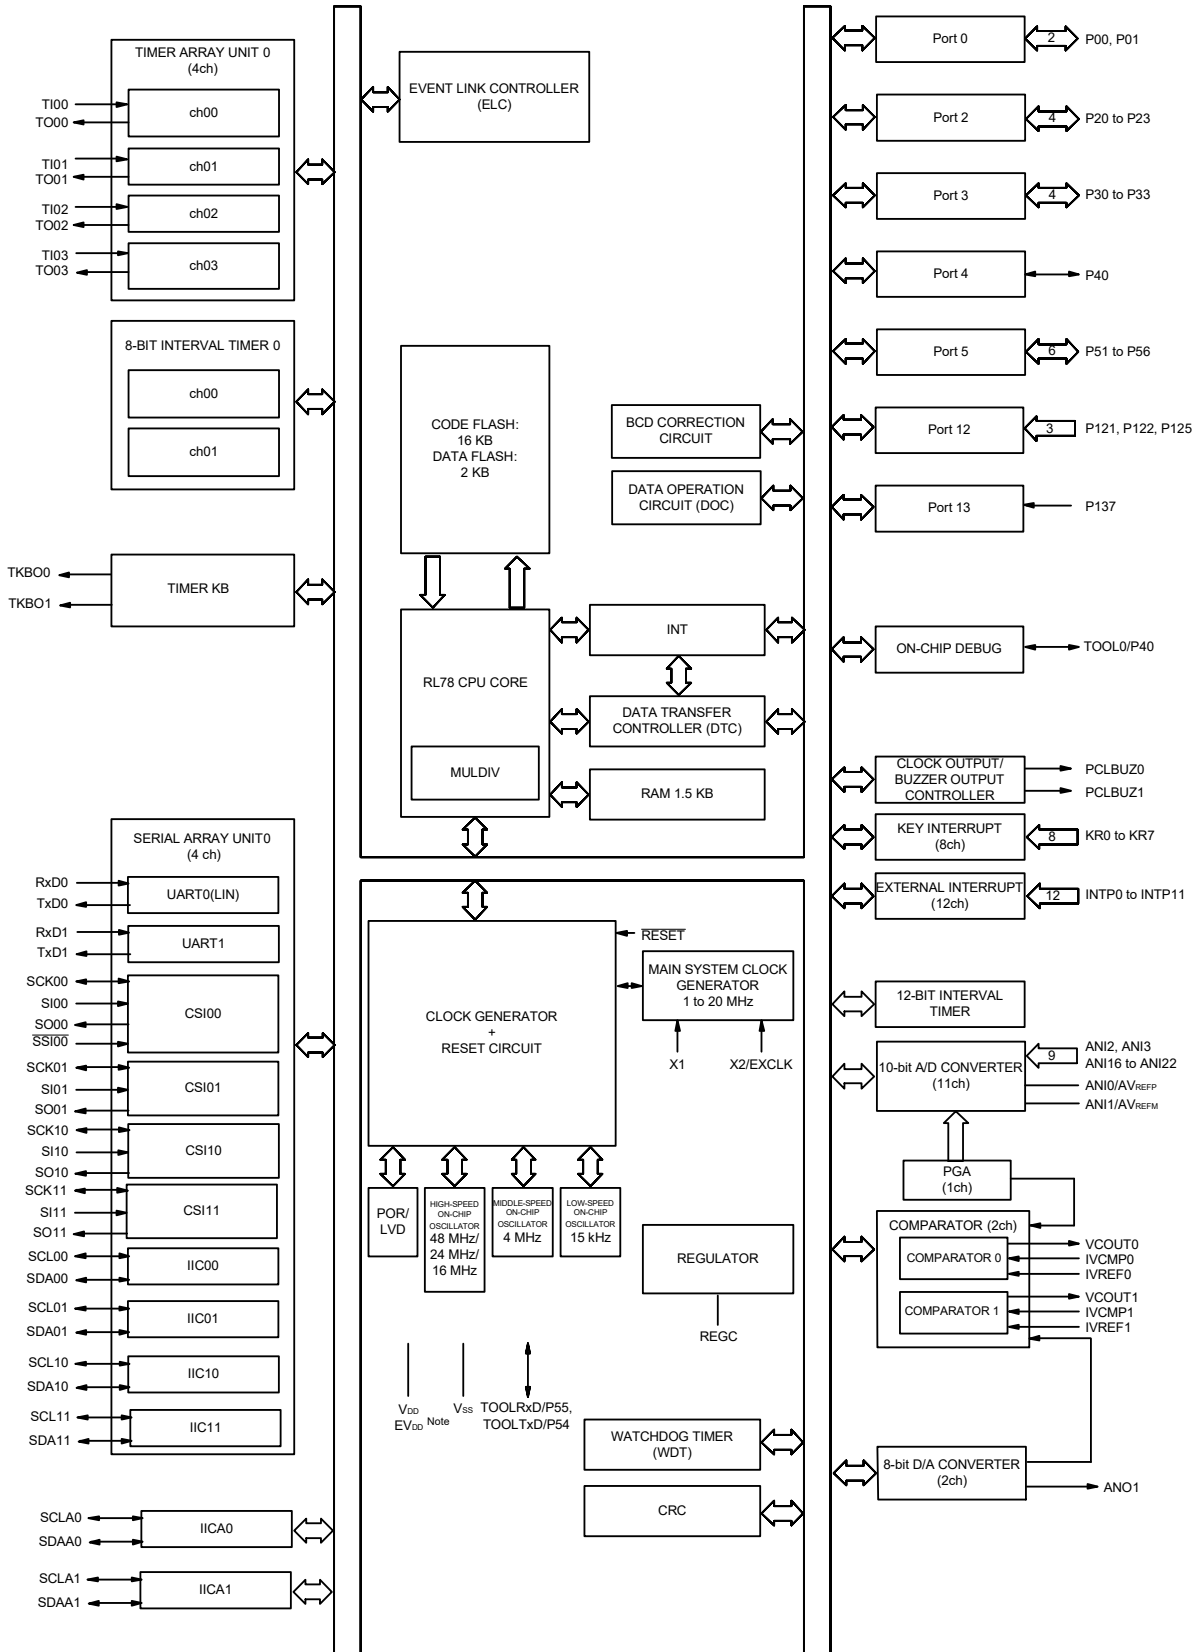 TIMER ARRAY UNIT 0
(4ch)
TI00
TO00
ch00
TI01
TO01
ch01
TI02
TO02
ch02
TI03
TO03
ch03
8-BIT INTERVAL TIMER 0
ch00
ch01
TKBO0
TKBO1
TIMER KB
SERIAL ARRAY UNIT0
(4 ch)
RxD0
TxD0
UART0(LIN)
RxD1
TxD1
UART1
SCK00
SI00
SO00
SSI00
CSI00
SCK01
SI01
SO01
CSI01
SCK10
SI10
SO10
CSI10
SCK11
SI11
SO11
CSI11
SCL00
SDA00
IIC00
SCL01
SDA01
IIC01
SCL10
SDA10
IIC10
SCL11
SDA11
IIC11
SCLA0
SDAA0
IICA0
SCLA1
SDAA1
IICA1
EVENT LINK CONTROLLER
(ELC)
CODE FLASH:
16 KB
DATA FLASH:
2 KB
BCD CORRECTION
CIRCUIT
DATA OPERATION
CIRCUIT (DOC)
RL78 CPU CORE
MULDIV
INT
DATA TRANSFER
CONTROLLER (DTC)
RAM 1.5 KB
CLOCK GENERATOR
+
RESET CIRCUIT
RESET
MAIN SYSTEM CLOCK
GENERATOR
1 to 20 MHz
X1
X2/EXCLK
POR/
LVD
HIGH-SPEED
ON-CHIP
OSCILLATOR
48 MHz/
24 MHz/
16 MHz
MIDDLE-SPEED
ON-CHIP
OSCILLATOR
4 MHz
LOW-SPEED
ON-CHIP
OSCILLATOR
15 kHz
REGULATOR
REGC
VDD
EVDD Note
VSS
TOOLRxD/P55,
TOOLTxD/P54
WATCHDOG TIMER
(WDT)
CRC
Port 0
2
P00, P01
Port 2
4
P20 to P23
Port 3
4
P30 to P33
Port 4
P40
Port 5
6
P51 to P56
Port 12
3
P121, P122, P125
Port 13
P137
ON-CHIP DEBUG
TOOL0/P40
CLOCK OUTPUT/
BUZZER OUTPUT
CONTROLLER
PCLBUZ0
PCLBUZ1
KEY INTERRUPT
(8ch)
8
KR0 to KR7
EXTERNAL INTERRUPT
(12ch)
12
INTP0 to INTP11
12-BIT INTERVAL
TIMER
10-bit A/D CONVERTER
(11ch)
9
ANI2, ANI3
ANI16 to ANI22
ANI0/AVREFP
ANI1/AVREFM
PGA
(1ch)
COMPARATOR (2ch)
COMPARATOR 0
VCOUT0
IVCMP0
IVREF0
COMPARATOR 1
VCOUT1
IVCMP1
IVREF1
8-bit D/A CONVERTER
(2ch)
ANO1